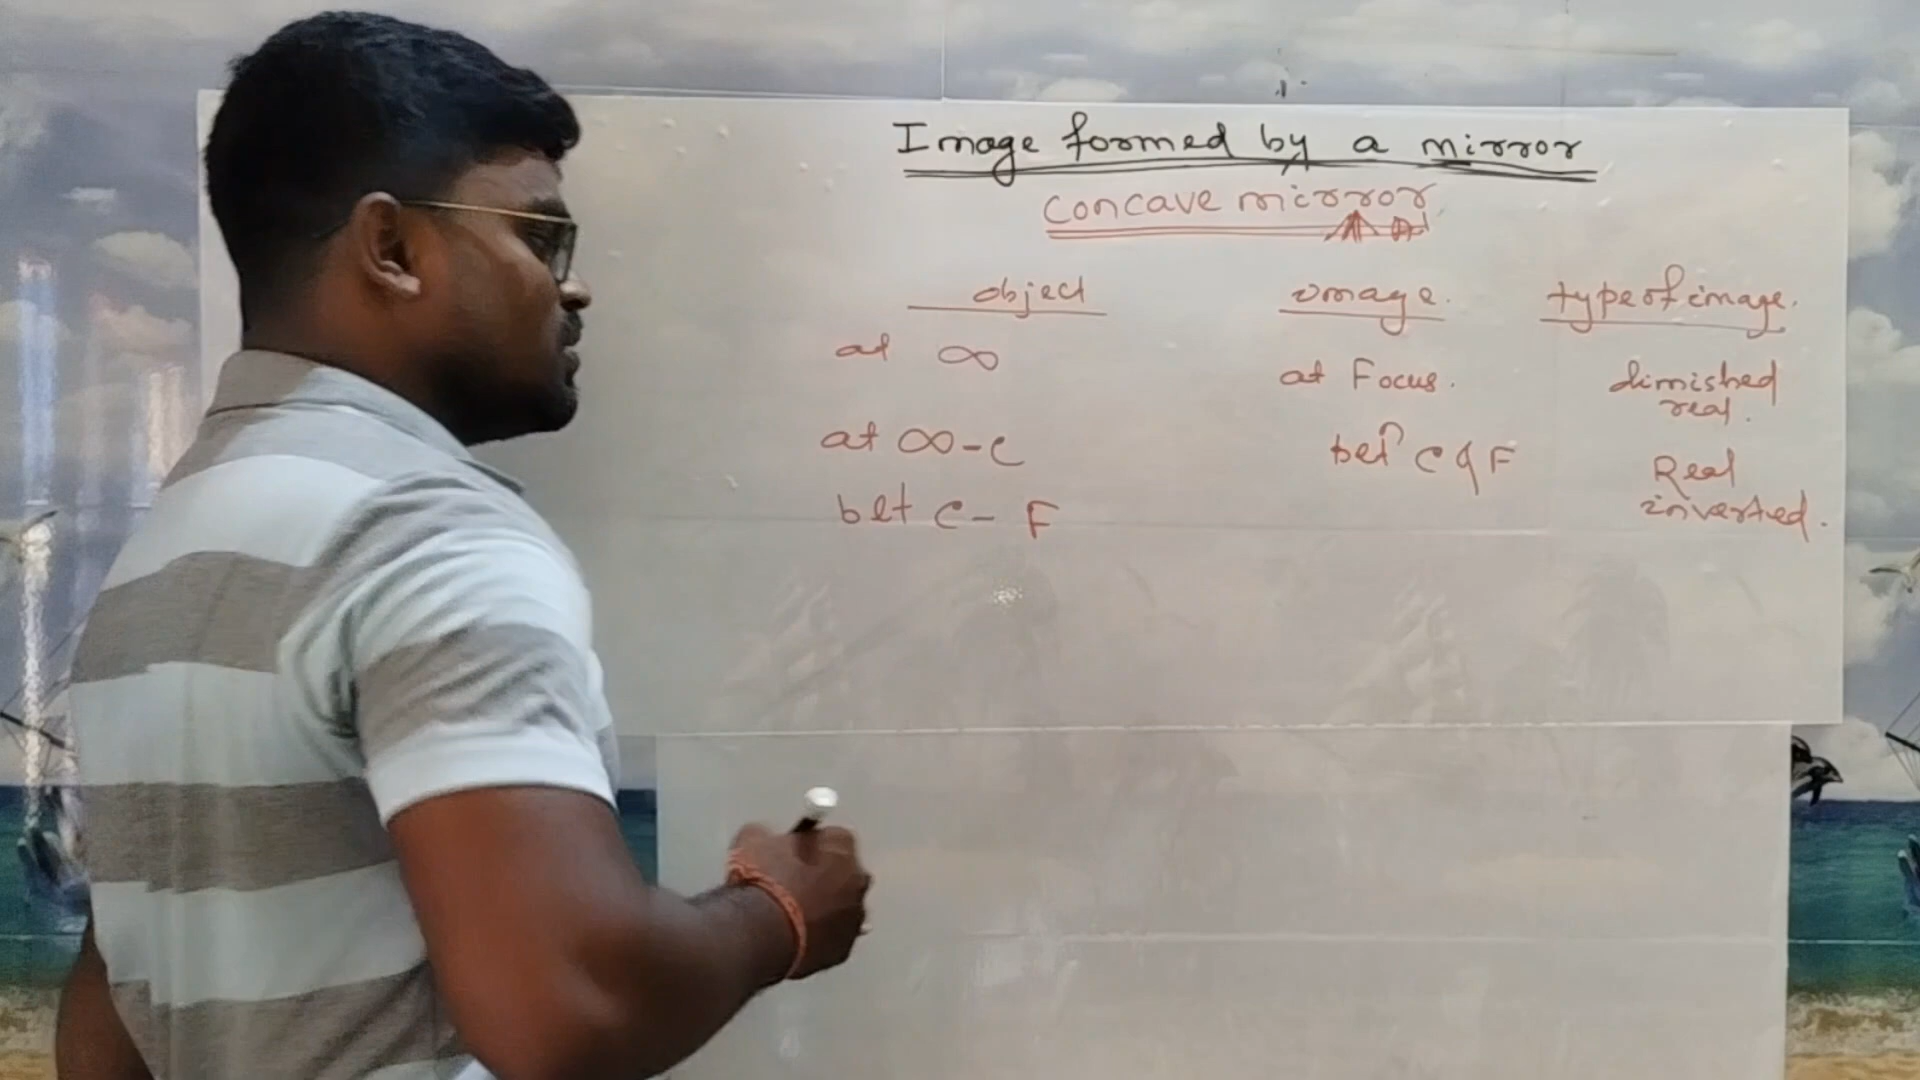 Image formed by a mirror
concave mirror
object image. type of image.
at ∞ at Focus. dimished
real.
at ∞-C betn C & F Real
inverted.
bet C- F